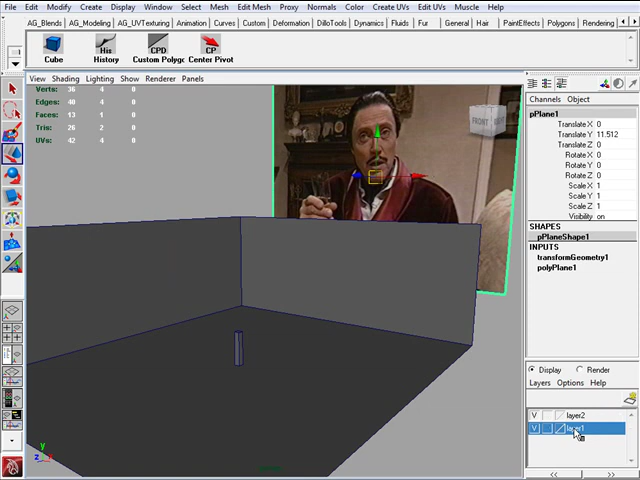 File Edit Modify Create Display Window Select Mesh Edit Mesh Proxy Normals Color Create UVs Edit UVs Muscle Help
AG_Blends AG_Modeling AG_UVTexturing Animation Curves Custom Deformation DilloTools Dynamics Fluids Fur General Hair PaintEffects Polygons Rendering
His CPD CP
Cube History Custom Polygo Center Pivot
View Shading Lighting Show Renderer Panels
Verts: 36 4 0
Edges: 40 4 0
Faces: 13 1 0
Tris: 26 2 0
UVs: 42 4 0
FRONT
Channels Object
pPlane1
Translate X 0
Translate Y 11.512
Translate Z 0
Rotate X 0
Rotate Y 0
Rotate Z 0
Scale X 1
Scale Y 1
Scale Z 1
Visibility on
SHAPES
pPlaneShape1
INPUTS
transformGeometry1
polyPlane1
Display Render
Layers Options Help
V layer2
V layer1
y
z x
<< >>